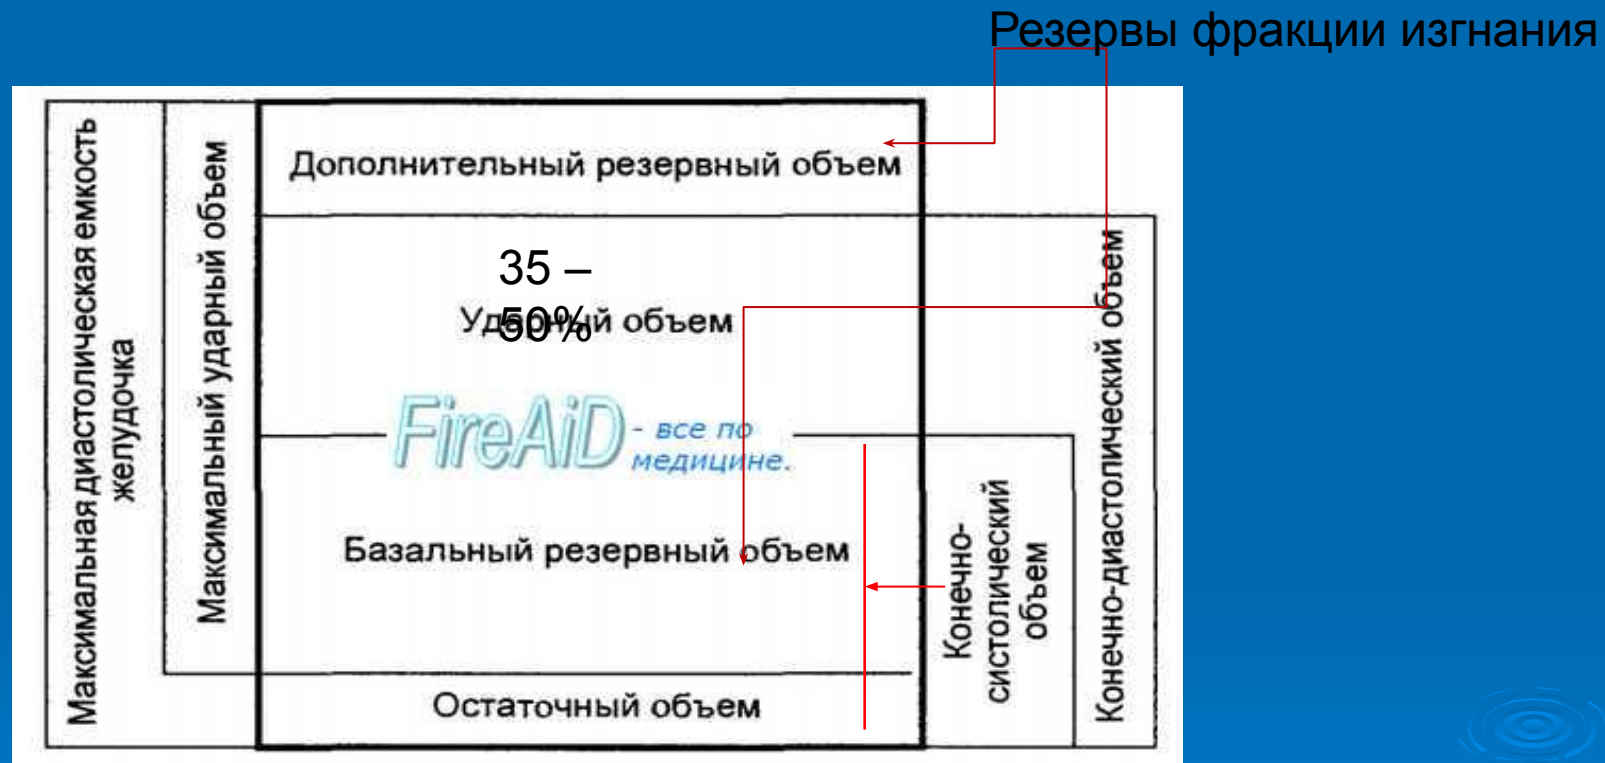 Резервы фракции изгнания
Максимальная диастолическая емкость
желудочка
Максимальный ударный объем
Дополнительный резервный объем
35 –
50%
Ударный объем
FireAiD - все по
медицине.
Базальный резервный объем
Остаточный объем
Конечно-
систолический
объем
Конечно-диастолический объем